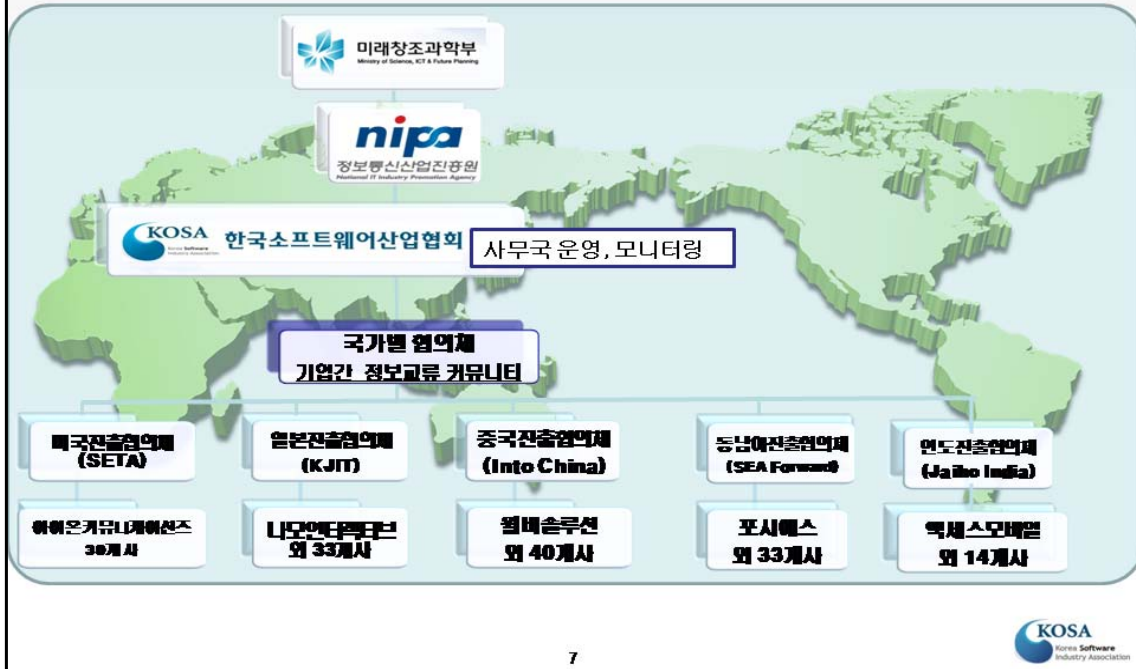 미래창조과학부
Ministry of Science, ICT & Future Planning
nipa
정보통신산업진흥원
National IT Industry Promotion Agency
KOSA
Korea Software
Industry Association
한국소프트웨어산업협회
사무국 운영, 모니터링
국가별 협의체
기업간 정보교류 커뮤니티
미국진출협의체
(SETA)
일본진출협의체
(KJIT)
중국진출협의체
(Into China)
동남아진출협의체
(SEA Forward)
인도진출협의체
(Jaiho India)
아이온커뮤니케이션즈
30개 사
나모인터랙티브
외 33개사
웹비솔루션
외 40개사
포시에스
외 33개사
액세스모바일
외 14개사
7
KOSA
Korea Software
Industry Association